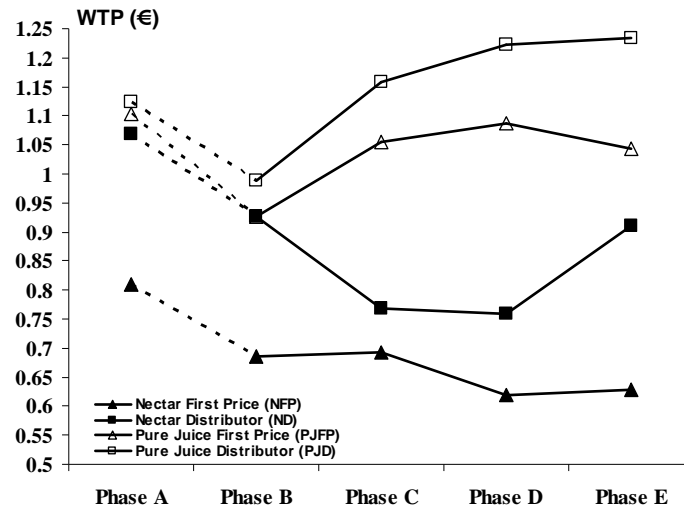 WTP (€)
1.25
1.2
1.15
1.1
1.05
1
0.95
0.9
0.85
0.8
0.75
0.7
0.65
0.6
0.55
0.5
Nectar First Price (NFP)
Nectar Distributor (ND)
Pure Juice First Price (PJFP)
Pure Juice Distributor (PJD)
Phase A Phase B Phase C Phase D Phase E